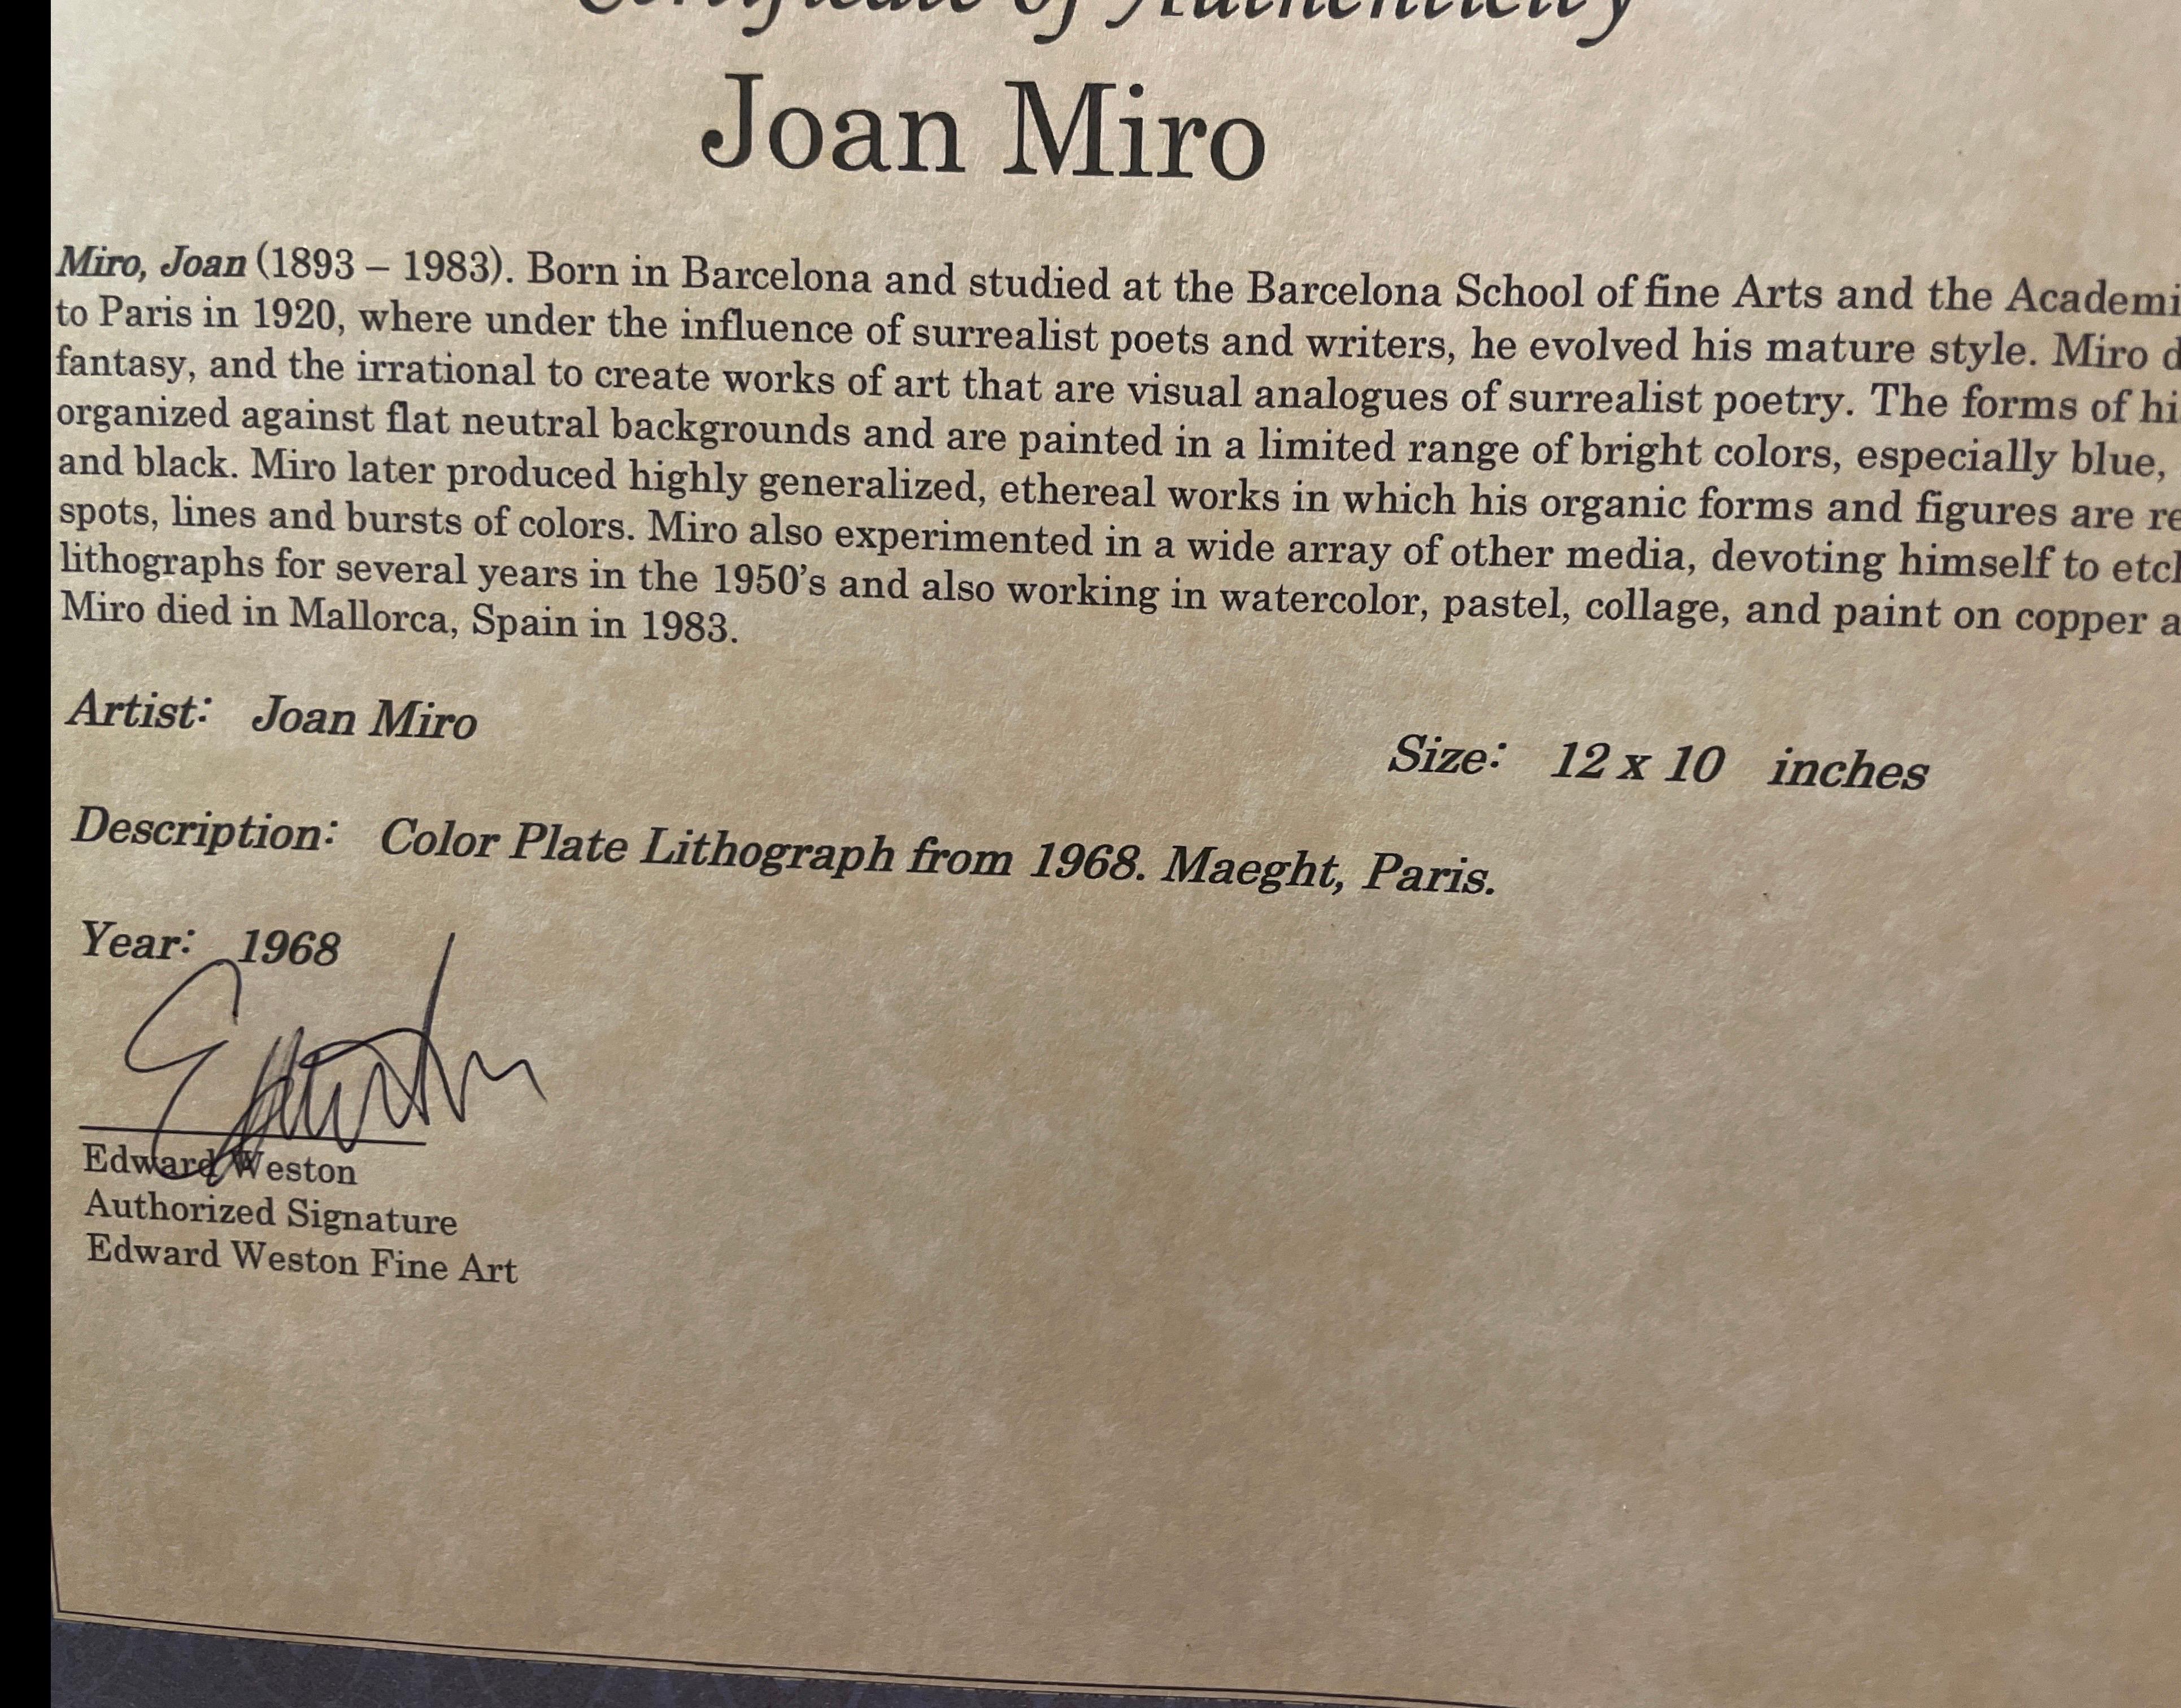 Certificate of Authenticity
Joan Miro
Miro, Joan (1893 – 1983). Born in Barcelona and studied at the Barcelona School of fine Arts and the Academi
to Paris in 1920, where under the influence of surrealist poets and writers, he evolved his mature style. Miro d
fantasy, and the irrational to create works of art that are visual analogues of surrealist poetry. The forms of hi
organized against flat neutral backgrounds and are painted in a limited range of bright colors, especially blue,
and black. Miro later produced highly generalized, ethereal works in which his organic forms and figures are re
spots, lines and bursts of colors. Miro also experimented in a wide array of other media, devoting himself to etch
lithographs for several years in the 1950's and also working in watercolor, pastel, collage, and paint on copper a
Miro died in Mallorca, Spain in 1983.
Artist: Joan Miro
Size: 12 x 10 inches
Description: Color Plate Lithograph from 1968. Maeght, Paris.
Year: 1968
Edward Weston
Authorized Signature
Edward Weston Fine Art